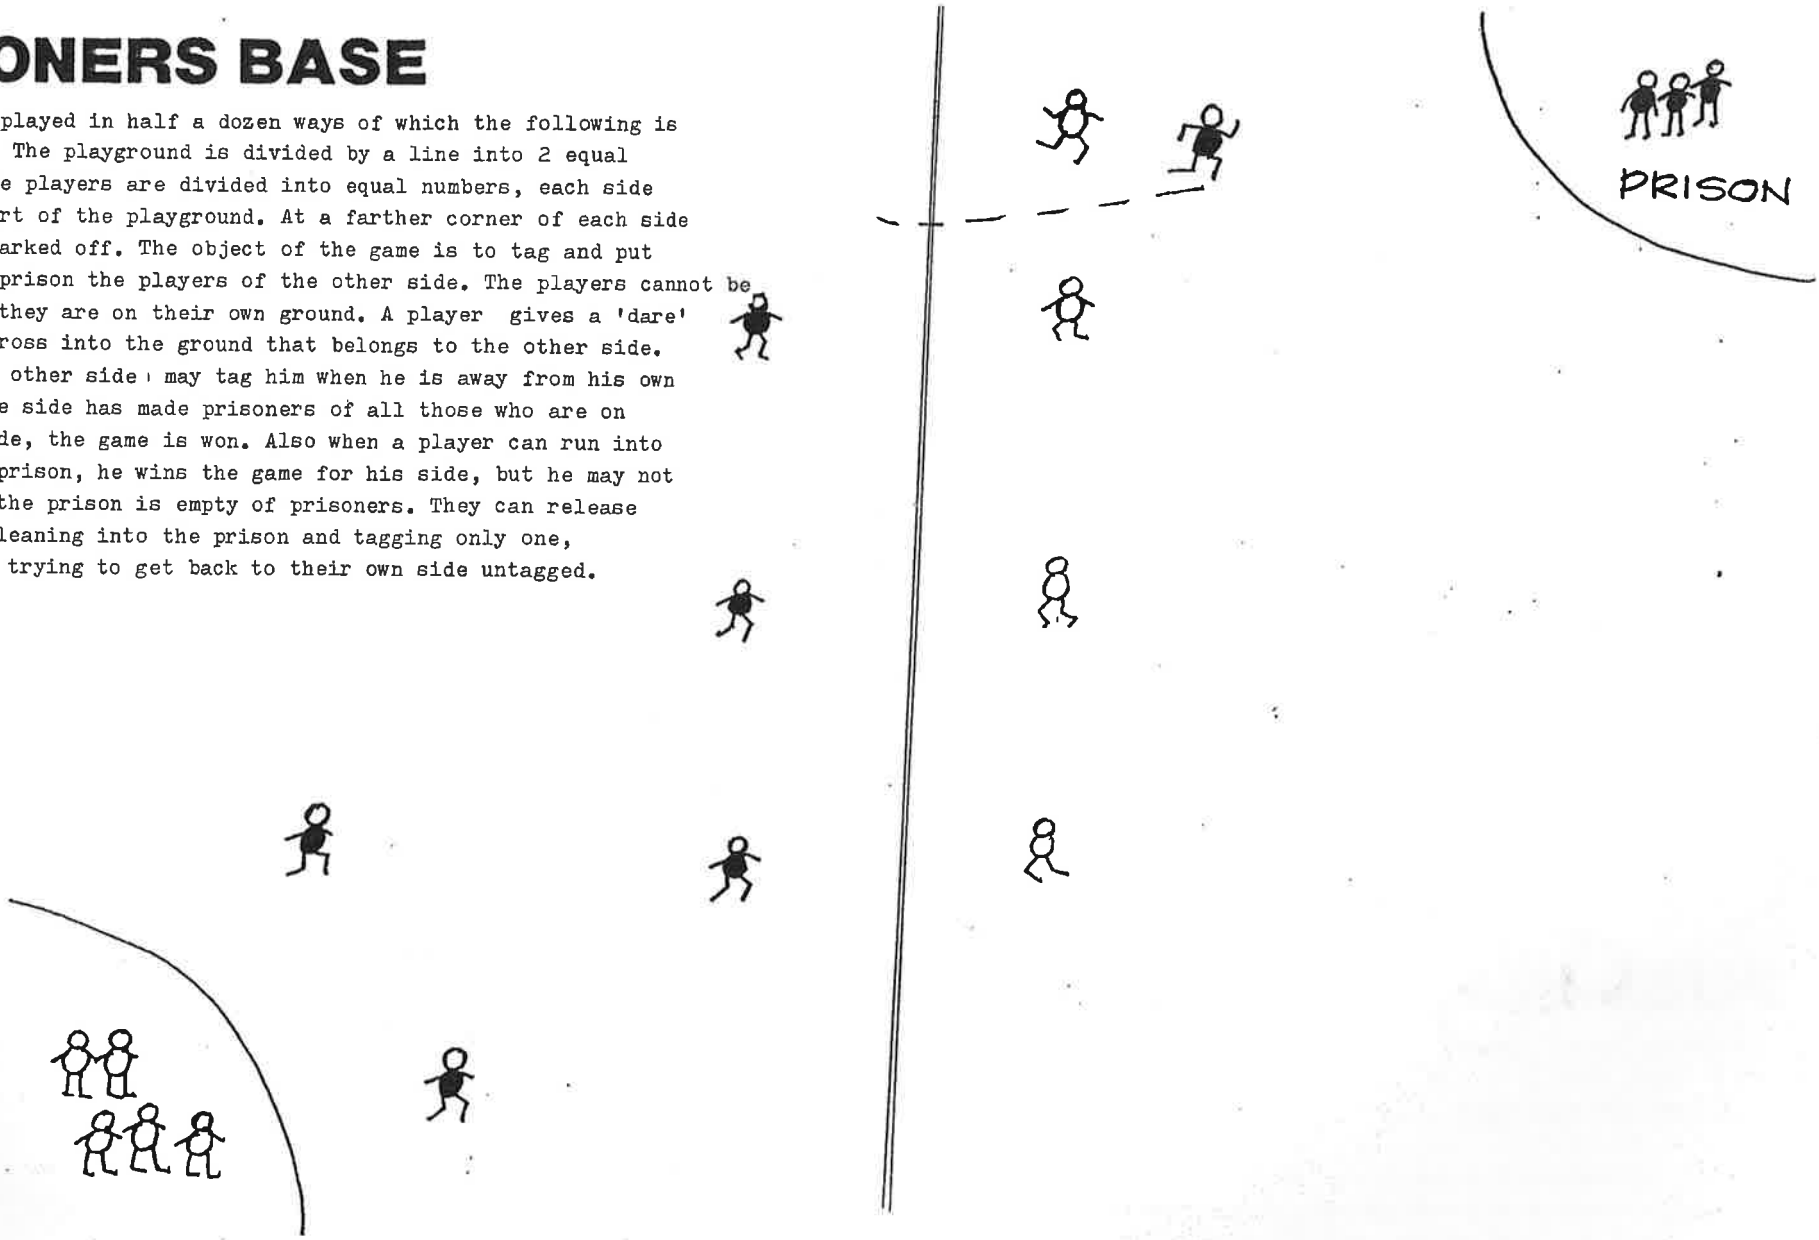 ONERS BASE
played in half a dozen ways of which the following is
The playground is divided by a line into 2 equal
e players are divided into equal numbers, each side
rt of the playground. At a farther corner of each side
arked off. The object of the game is to tag and put
prison the players of the other side. The players cannot be
they are on their own ground. A player gives a 'dare'
ross into the ground that belongs to the other side.
other side may tag him when he is away from his own
e side has made prisoners of all those who are on
de, the game is won. Also when a player can run into
prison, he wins the game for his side, but he may not
the prison is empty of prisoners. They can release
leaning into the prison and tagging only one,
trying to get back to their own side untagged.
PRISON